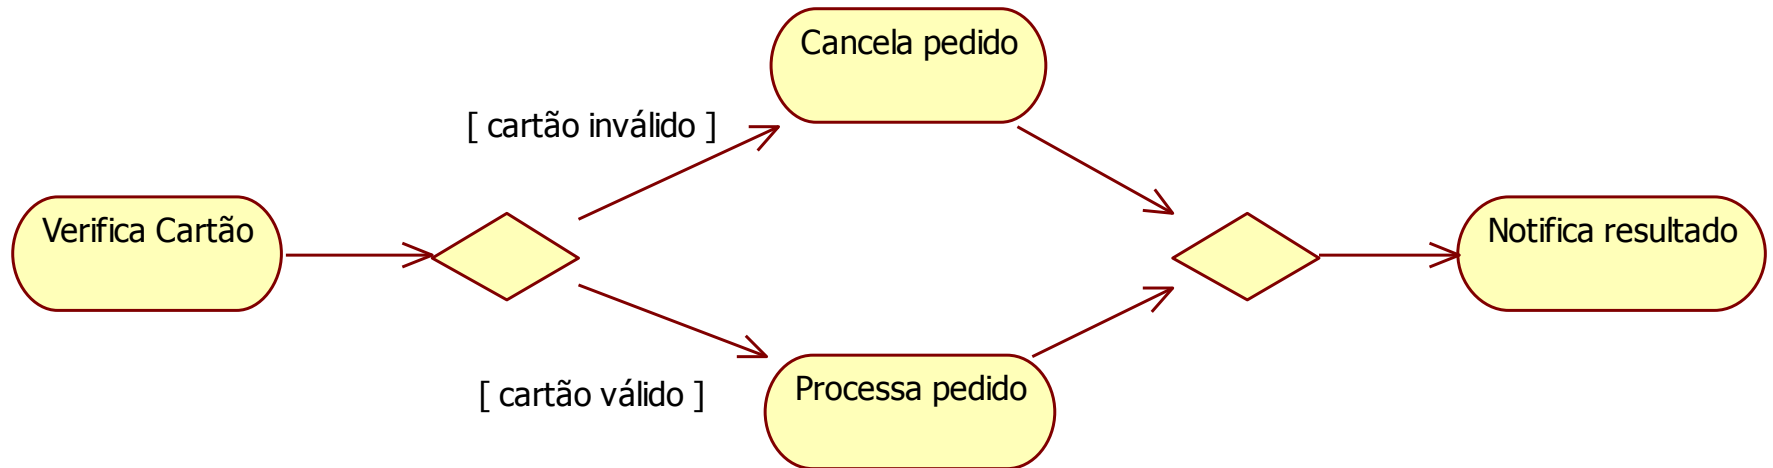 Cancela pedido
[ cartão inválido ]
Verifica Cartão
Notifica resultado
Processa pedido
[ cartão válido ]